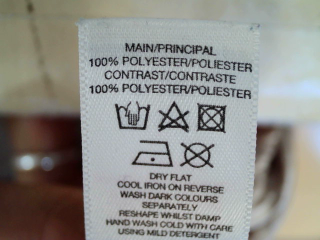 MAIN/PRINCIPAL
100% POLYESTER/POLIESTER
CONTRAST/CONTRASTE
100% POLYESTER/POLIESTER
DRY FLAT
COOL IRON ON REVERSE
WASH DARK COLOURS
SEPARATELY
RESHAPE WHILST DAMP
HAND WASH COLD WITH CARE
USING MILD DETERGENT